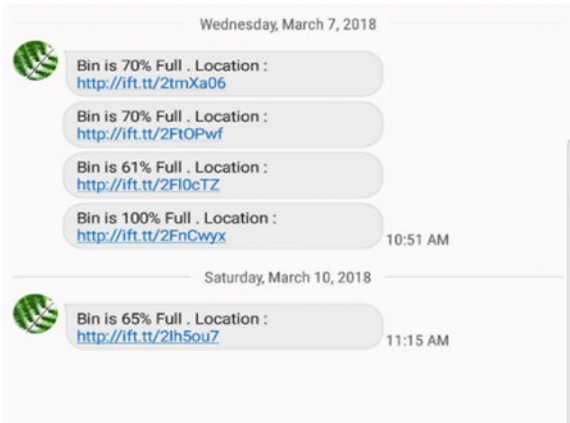 Wednesday, March 7, 2018
Bin is 70% Full . Location :
http://ift.tt/2tmXa06
Bin is 70% Full . Location :
http://ift.tt/2FtOPwf
Bin is 61% Full . Location :
http://ift.tt/2Fl0cTZ
Bin is 100% Full . Location :
http://ift.tt/2FnCwyx
10:51 AM
Saturday, March 10, 2018
Bin is 65% Full . Location :
http://ift.tt/2Ih5ou7
11:15 AM